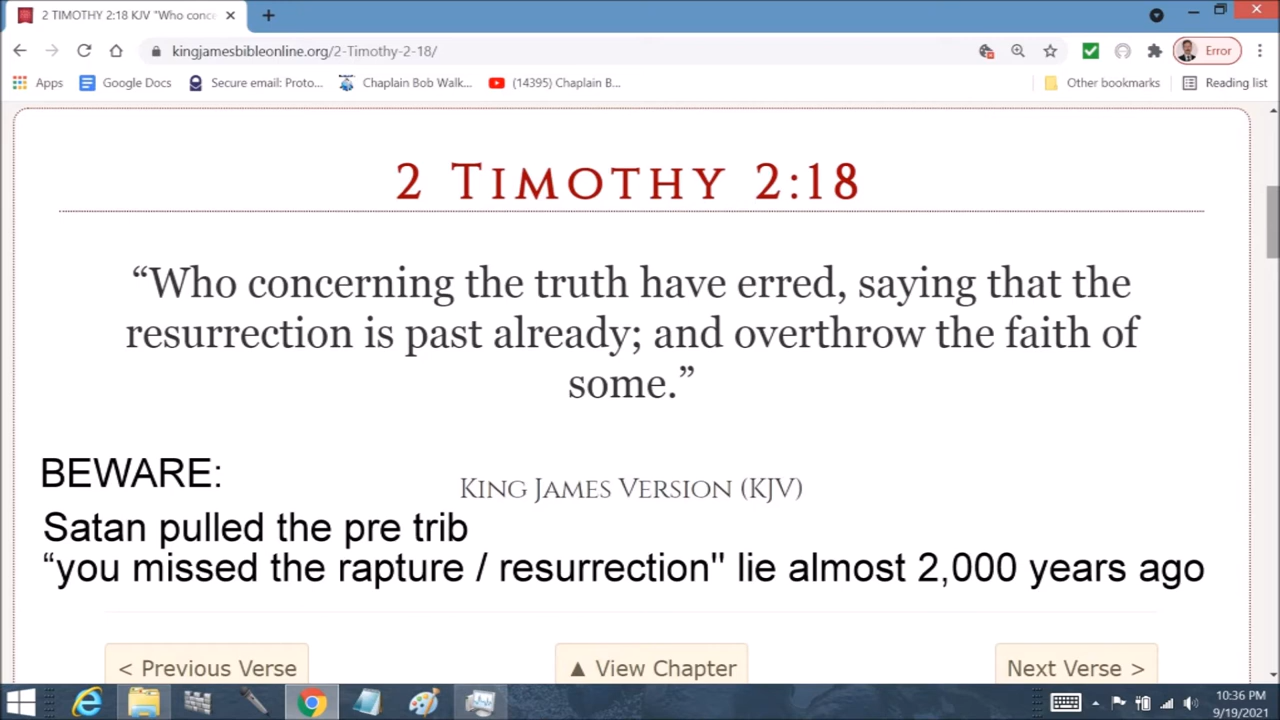 2 TIMOTHY 2:18 KJV "Who conce
kingjamesbibleonline.org/2-Timothy-2-18/
Error
Apps
Google Docs
Secure email: Proto...
Chaplain Bob Walk...
(14395) Chaplain B...
Other bookmarks
Reading list
2 TIMOTHY 2:18
“Who concerning the truth have erred, saying that the
resurrection is past already; and overthrow the faith of
some.”
BEWARE:
KING JAMES VERSION (KJV)
Satan pulled the pre trib
“you missed the rapture / resurrection" lie almost 2,000 years ago
< Previous Verse
▲ View Chapter
Next Verse >
10:36 PM
9/19/2021